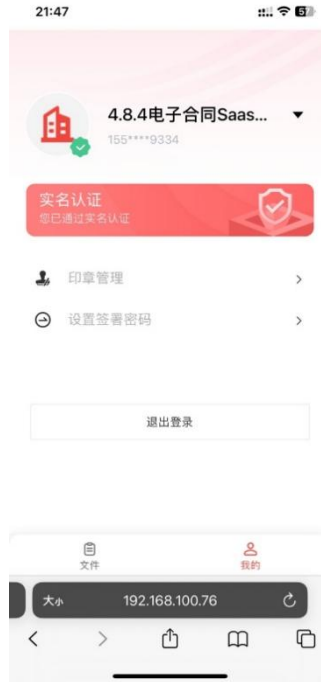 21:47
57
4.8.4电子合同Saas...
155****9334
实名认证
您已通过实名认证
印章管理
设置签署密码
退出登录
文件
我的
大小
192.168.100.76